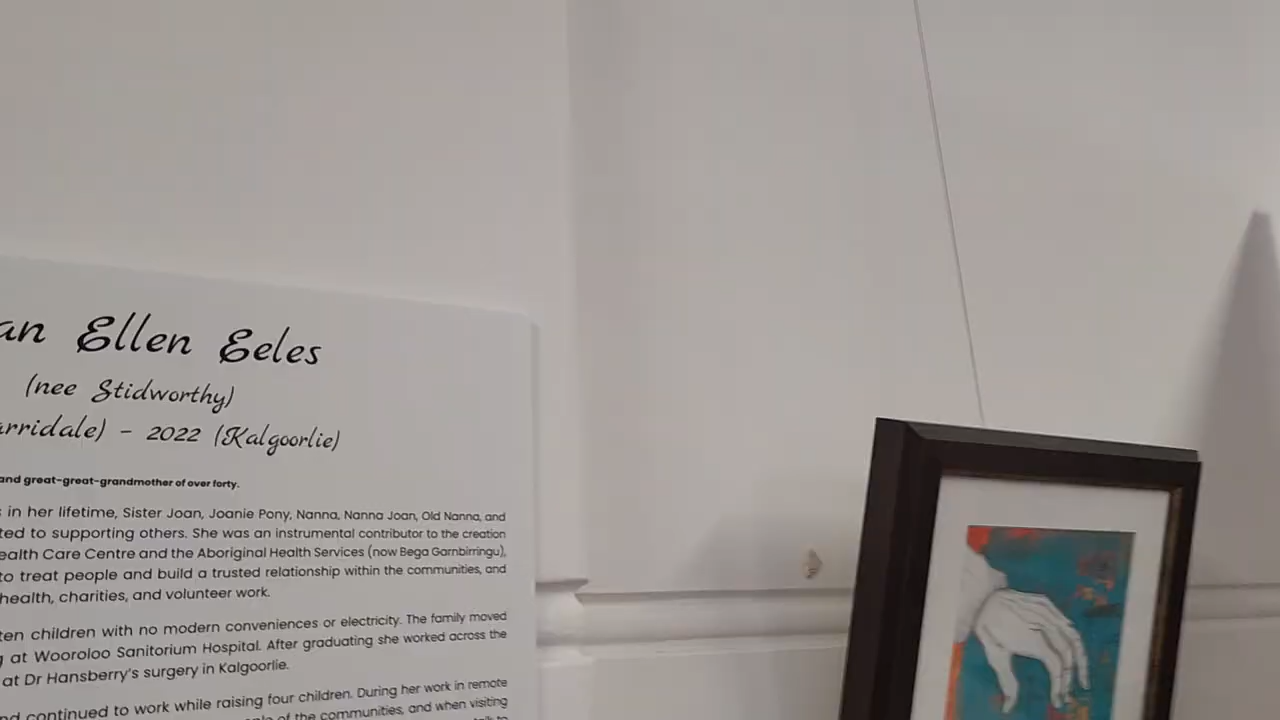 an Ellen Eeles
(nee Stidworthy)
arridale) - 2022 (Kalgoorlie)
and great-great-grandmother of over forty.
in her lifetime, Sister Joan, Joanie Pony, Nanna, Nanna Joan, Old Nanna, and
ted to supporting others. She was an instrumental contributor to the creation
ealth Care Centre and the Aboriginal Health Services (now Bega Garnbirringu),
to treat people and build a trusted relationship within the communities, and
health, charities, and volunteer work.
ten children with no modern conveniences or electricity. The family moved
g at Wooroloo Sanitorium Hospital. After graduating she worked across the
at Dr Hansberry's surgery in Kalgoorlie.
nd continued to work while raising four children. During her work in remote
of the communities, and when visiting